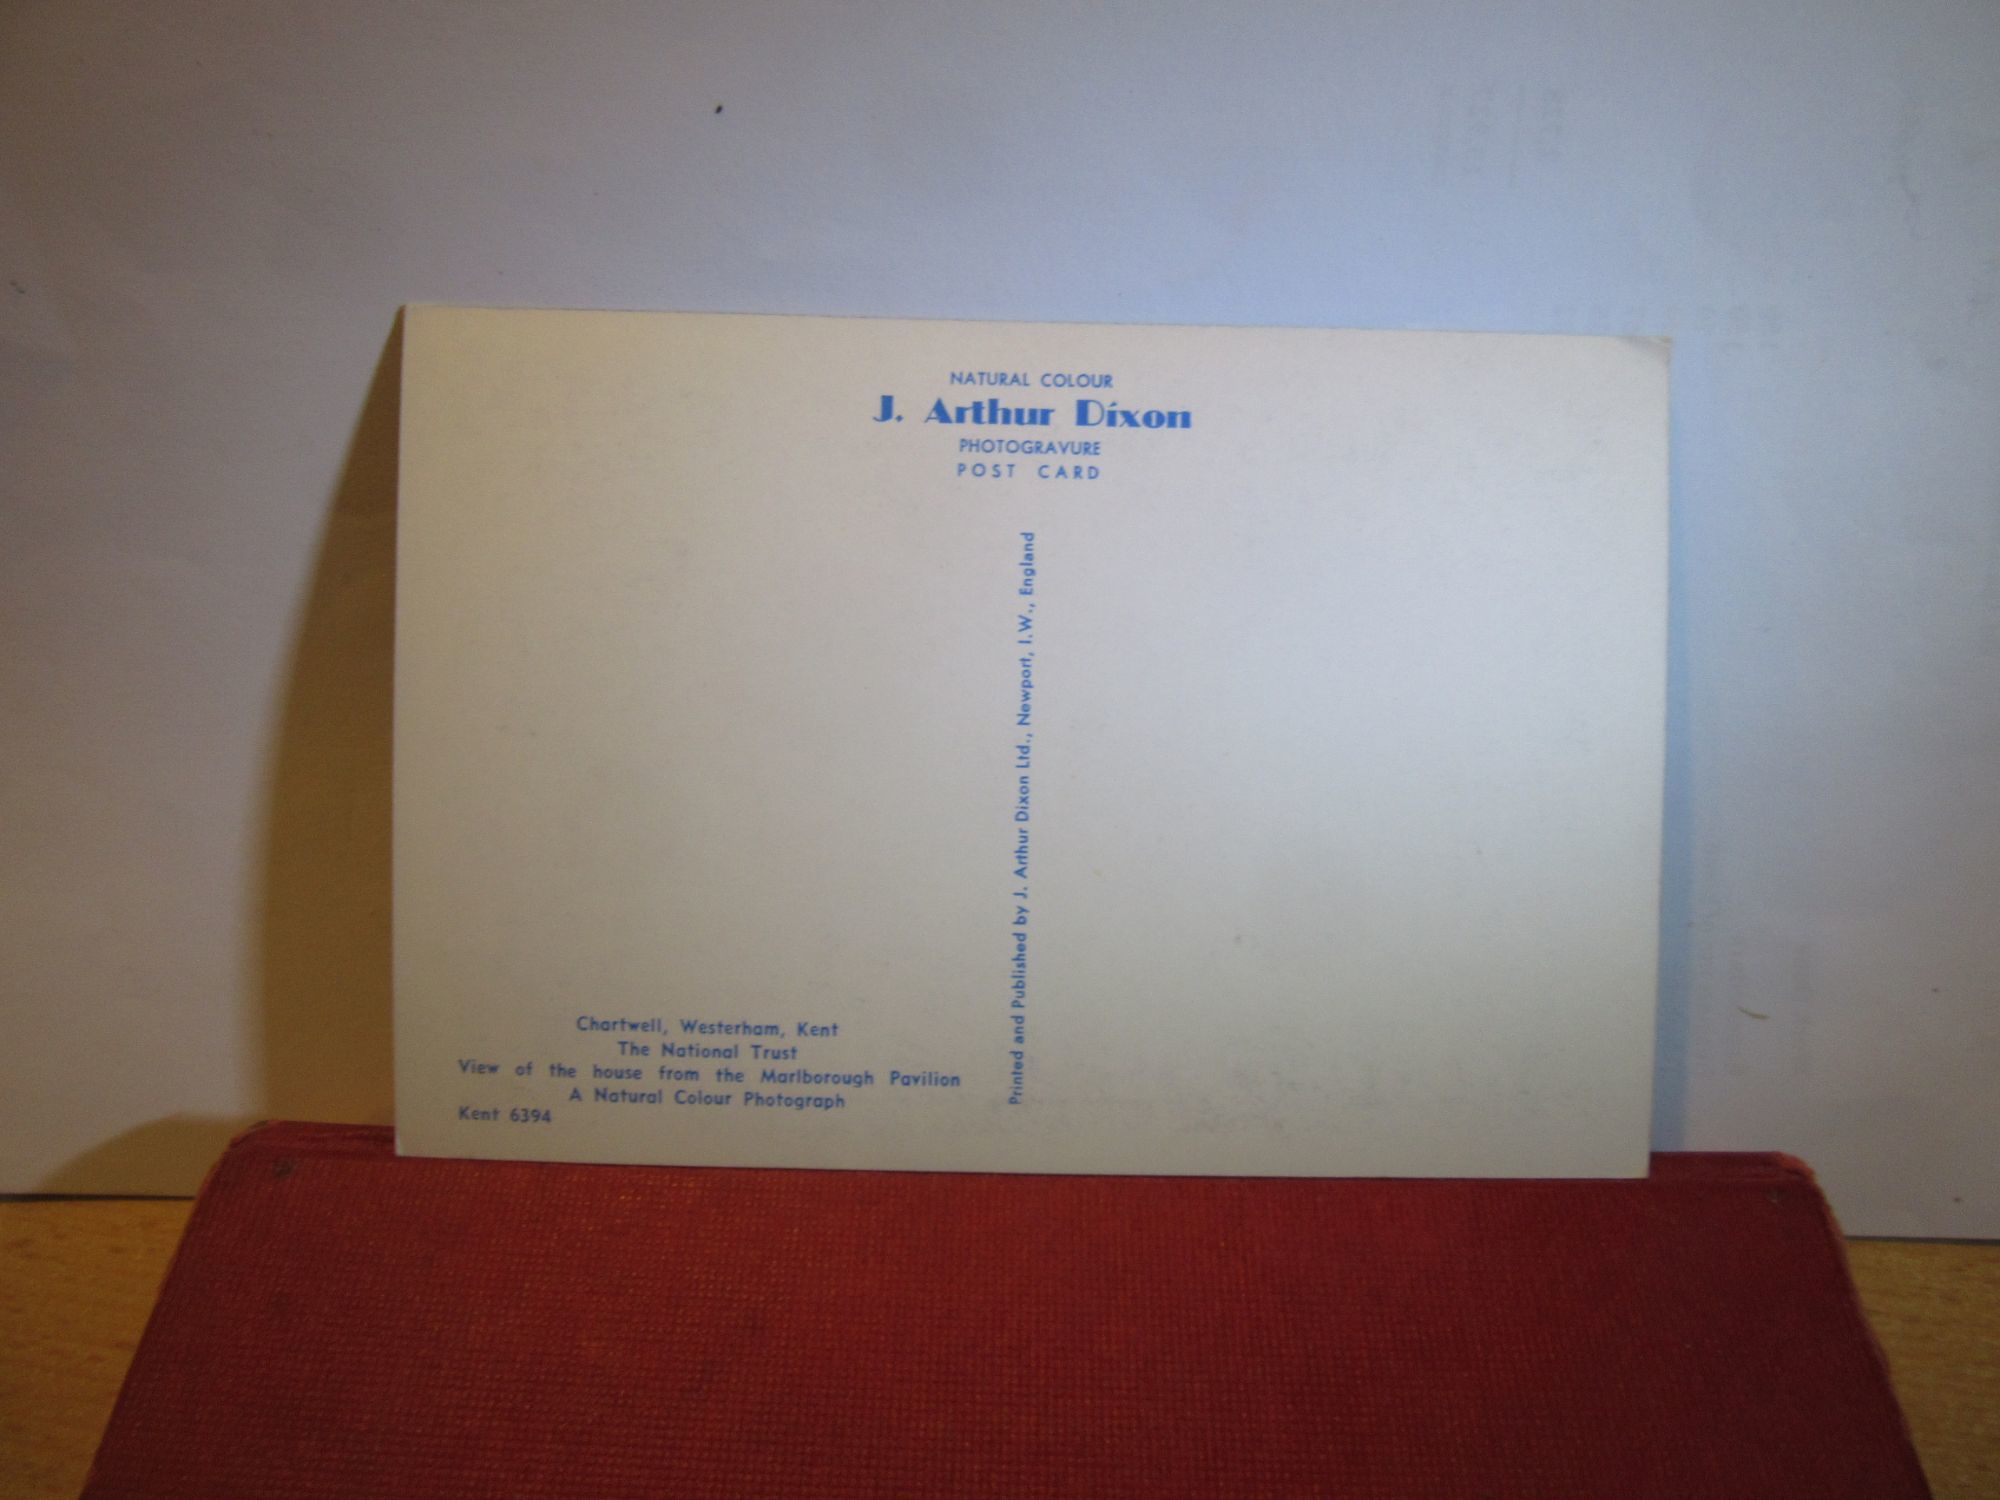 NATURAL COLOUR
J. Arthur Dixon
PHOTOGRAVURE
POST CARD
Printed and Published by J. Arthur Dixon Ltd., Newport, I.W., England
Chartwell, Westerham, Kent
The National Trust
View of the house from the Marlborough Pavilion
A Natural Colour Photograph
Kent 6394